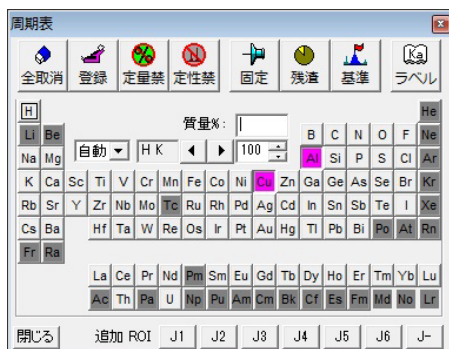 周期表
全取消 登録 定量禁 定性禁 固定 残渣 基準 Ka ラベル
H 質量%: He
Li Be B C N O F Ne
自動 H K 100
Na Mg Al Si P S Cl Ar
K Ca Sc Ti V Cr Mn Fe Co Ni Cu Zn Ga Ge As Se Br Kr
Rb Sr Y Zr Nb Mo Tc Ru Rh Pd Ag Cd In Sn Sb Te I Xe
Cs Ba Hf Ta W Re Os Ir Pt Au Hg Tl Pb Bi Po At Rn
Fr Ra
La Ce Pr Nd Pm Sm Eu Gd Tb Dy Ho Er Tm Yb Lu
Ac Th Pa U Np Pu Am Cm Bk Cf Es Fm Md No Lr
閉じる 追加 ROI J1 J2 J3 J4 J5 J6 J-